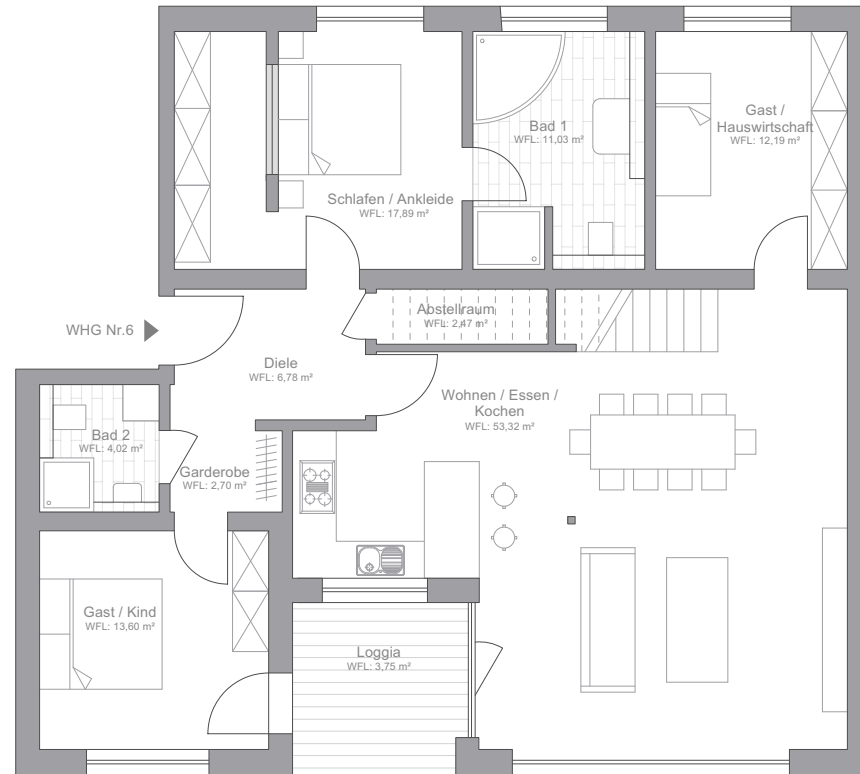 Schlafen / Ankleide
WFL: 17,89 m²
Bad 1
WFL: 11,03 m²
Gast /
Hauswirtschaft
WFL: 12,19 m²
WHG Nr.6
Diele
WFL: 6,78 m²
Abstellraum
WFL: 2,47 m²
Wohnen / Essen /
Kochen
WFL: 53,32 m²
Bad 2
WFL: 4,02 m²
Garderobe
WFL: 2,70 m²
Gast / Kind
WFL: 13,60 m²
Loggia
WFL: 3,75 m²